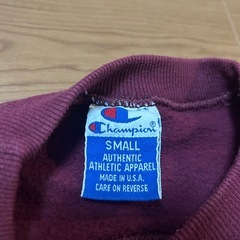 Champion
SMALL
AUTHENTIC
ATHLETIC APPAREL
MADE IN U.S.A.
CARE ON REVERSE